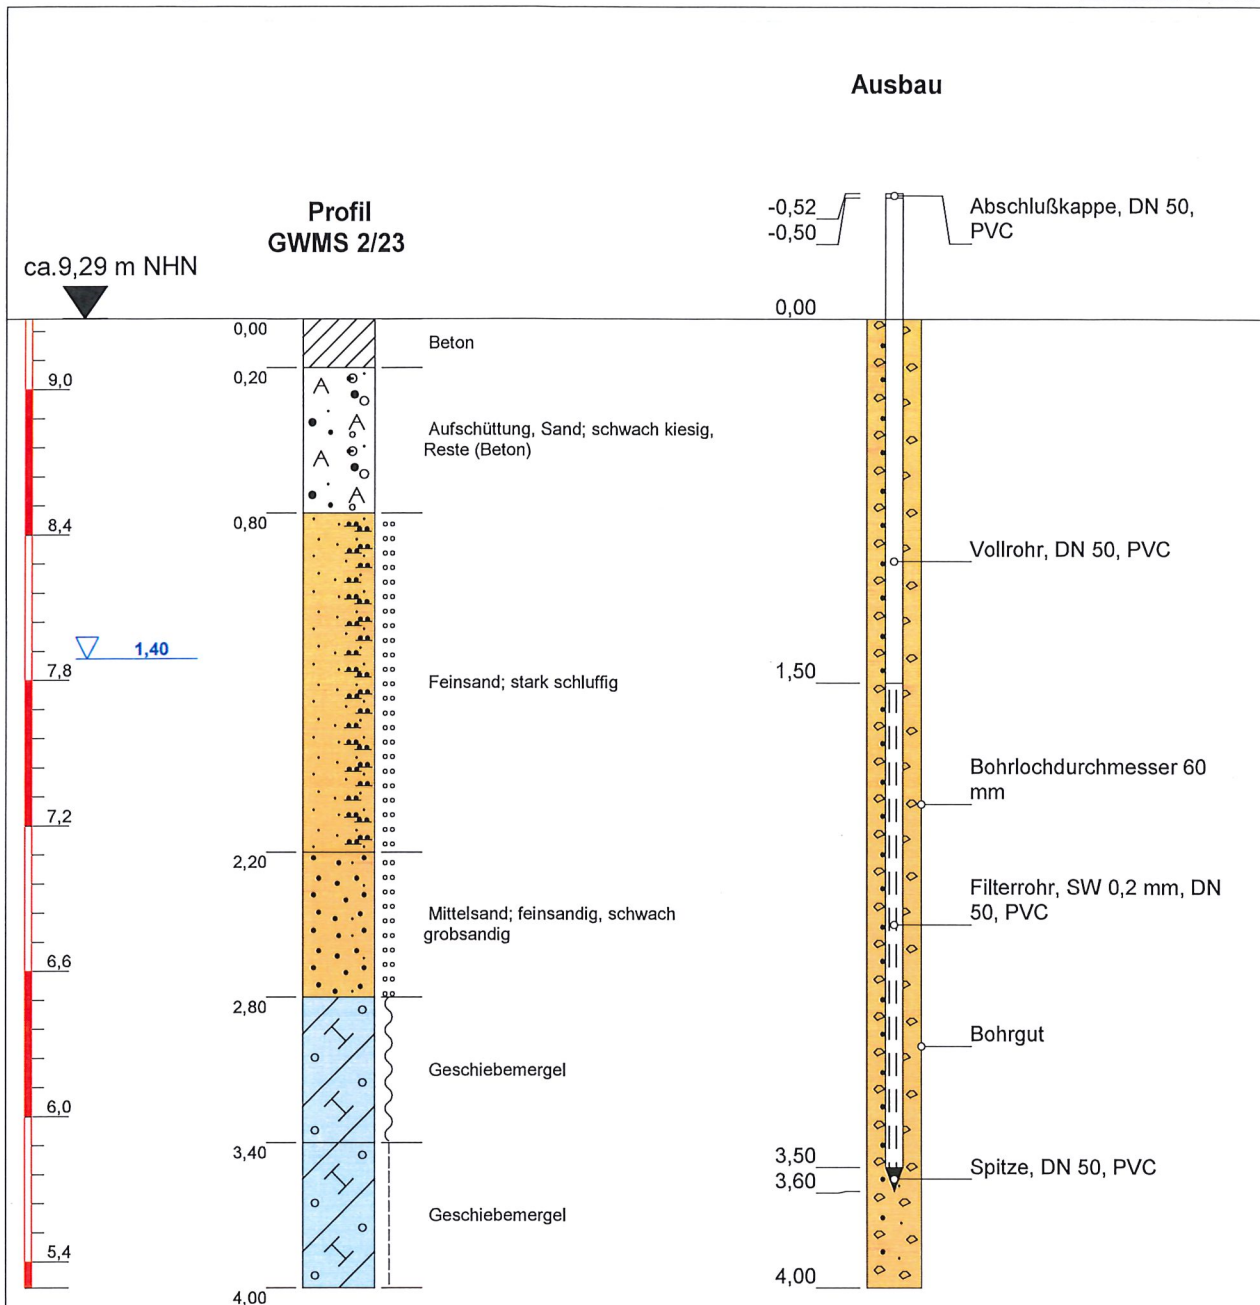 Ausbau
Profil
GWMS 2/23
ca.9,29 m NHN
-0,52
-0,50
Abschlußkappe, DN 50,
PVC
0,00
0,00
Beton
0,20
9,0
Aufschüttung, Sand; schwach kiesig,
Reste (Beton)
0,80
8,4
Vollrohr, DN 50, PVC
1,40
7,8
Feinsand; stark schluffig
1,50
Bohrlochdurchmesser 60
mm
7,2
2,20
Mittelsand; feinsandig, schwach
grobsandig
Filterrohr, SW 0,2 mm, DN
50, PVC
6,6
2,80
Bohrgut
Geschiebemergel
6,0
3,40
3,50
3,60
Spitze, DN 50, PVC
Geschiebemergel
5,4
4,00
4,00